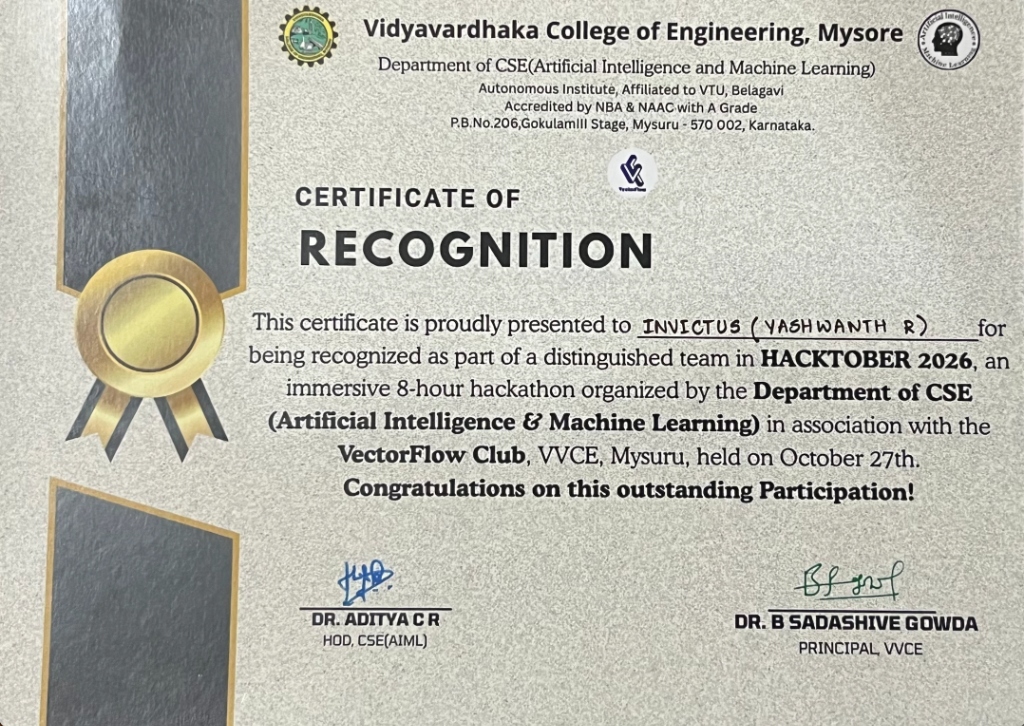 Vidyavardhaka College of Engineering, Mysore
Department of CSE(Artificial Intelligence and Machine Learning)
Autonomous Institute, Affiliated to VTU, Belagavi
Accredited by NBA & NAAC with A Grade
P.B.No.206,GokulamIII Stage, Mysuru - 570 002, Karnataka.
Artificial Intelligence
Machine Learning
VectorFlow
CERTIFICATE OF
RECOGNITION
This certificate is proudly presented to INVICTUS (YASHWANTH R) for
being recognized as part of a distinguished team in HACKTOBER 2026, an
immersive 8-hour hackathon organized by the Department of CSE
(Artificial Intelligence & Machine Learning) in association with the
VectorFlow Club, VVCE, Mysuru, held on October 27th.
Congratulations on this outstanding Participation!
DR. ADITYA C R
HOD, CSE(AIML)
DR. B SADASHIVE GOWDA
PRINCIPAL, VVCE